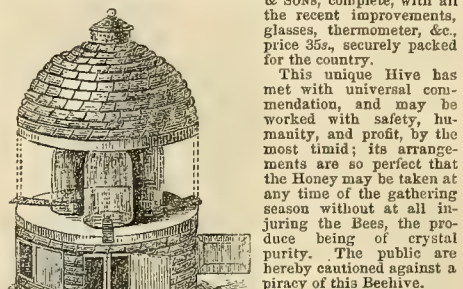 & SONS, complete, with all
the recent improvements,
glasses, thermometer, &c.,
price 35s., securely packed
for the country.
This unique Hive has
met with universal com-
mendation, and may be
worked with safety, hu-
manity, and profit, by the
most timid; its arrange-
ments are so perfect that
the Honey may be taken at
any time of the gathering
season without at all in-
juring the Bees, the pro-
duce being of crystal
purity. The public are
hereby cautioned against a
piracy of this Beehive.